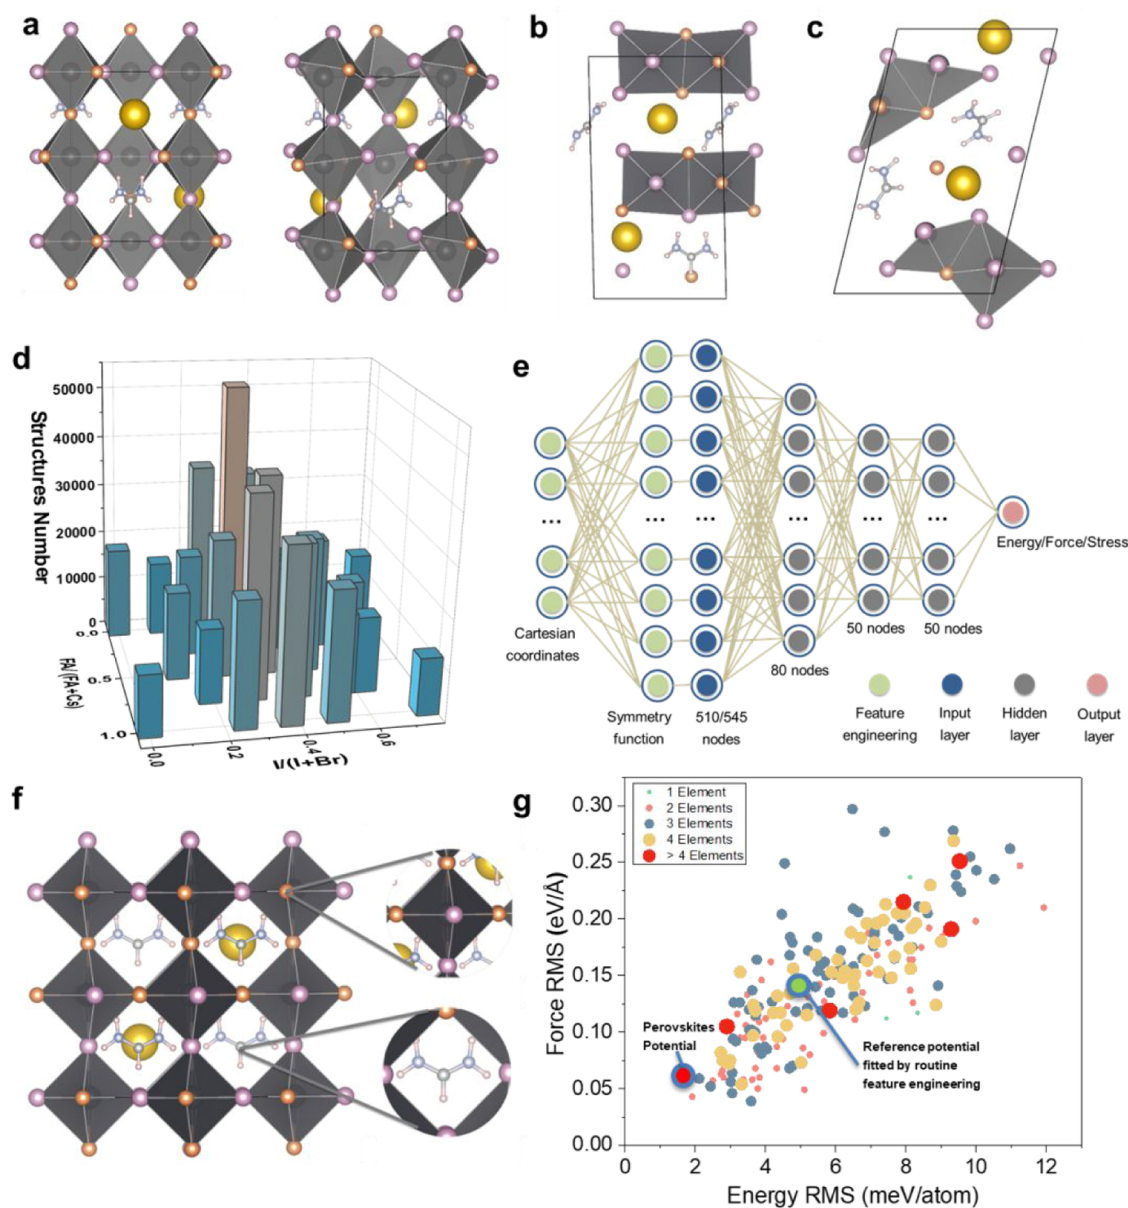 a
b
c
d
50000
40000
30000
20000
10000
0
Structures Number
0.0
0.5
1.0
FA/(FA+Cs)
0.0
0.2
0.4
0.6
I/(I+Br)
e
...
...
...
...
...
...
Cartesian
coordinates
Symmetry
function
510/545
nodes
80 nodes
50 nodes
50 nodes
Energy/Force/Stress
Feature
engineering
Input
layer
Hidden
layer
Output
layer
f
g
0.30
0.25
0.20
0.15
0.10
0.05
0.00
Force RMS (eV/Å)
1 Element
2 Elements
3 Elements
4 Elements
> 4 Elements
Perovskites
Potential
Reference potential
fitted by routine
feature engineering
0
2
4
6
8
10
12
Energy RMS (meV/atom)